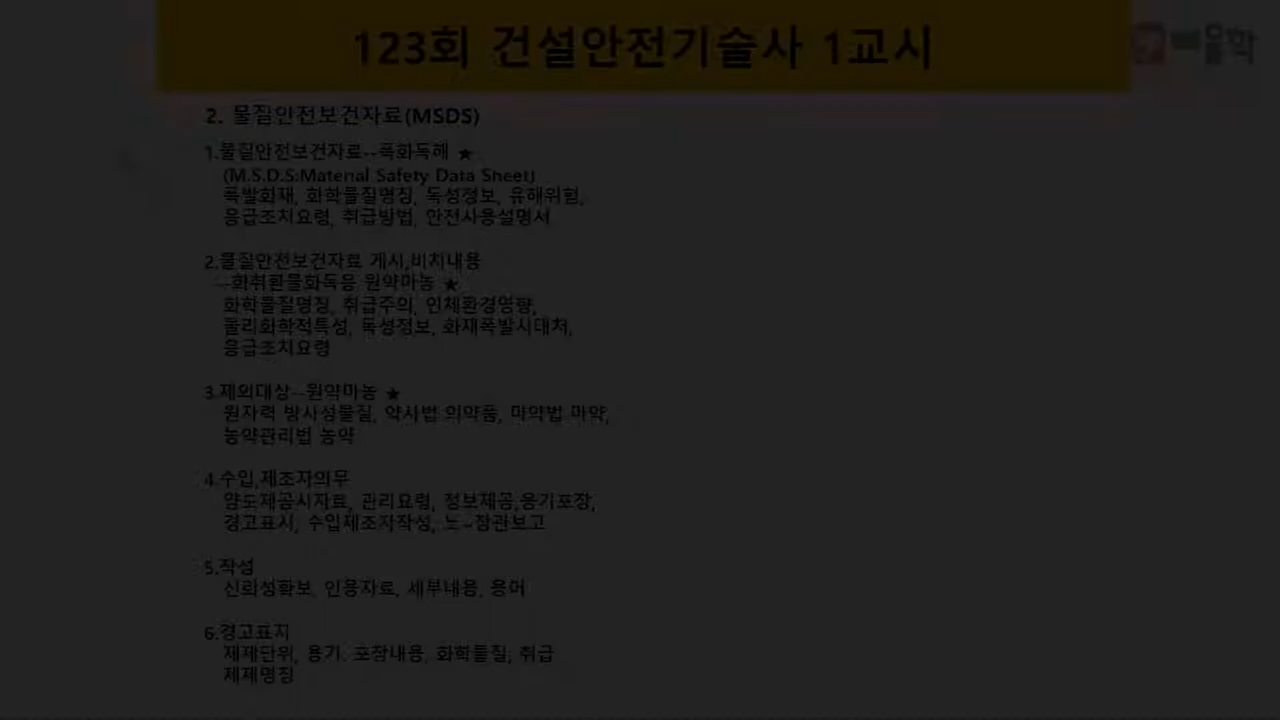 123회 건설안전기술사 1교시
2. 물질안전보건자료(MSDS)
1.물질안전보건자료--폭화독해 ★
(M.S.D.S:Material Safety Data Sheet)
폭발화재, 화학물질명칭, 독성정보, 유해위험,
응급조치요령, 취급방법, 안전사용설명서
2.물질안전보건자료 게시,비치내용
--화취환물화독응 원약마농 ★
화학물질명칭, 취급주의, 인체환경영향,
물리화학적특성, 독성정보, 화재폭발시대처,
응급조치요령
3.제외대상--원약마농 ★
원자력 방사성물질, 약사법 의약품, 마약법 마약,
농약관리법 농약
4.수입,제조자의무
양도제공시자료, 관리요령, 정보제공,용기포장,
경고표시, 수입제조자작성, 노-장관보고
5.작성
신뢰성확보, 인용자료, 세부내용, 용어
6.경고표지
제제단위, 용기, 포장내용, 화학물질, 취급
제제명칭